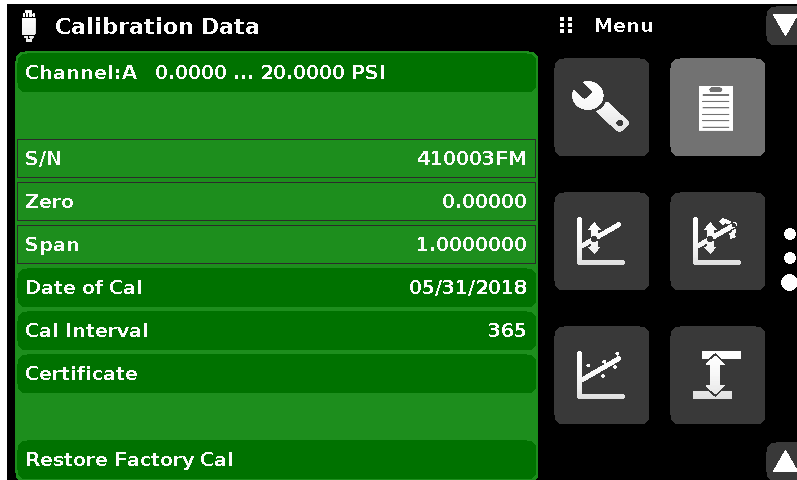 Calibration Data
Menu
Channel:A 0.0000 ... 20.0000 PSI
S/N 410003FM
Zero 0.00000
Span 1.0000000
Date of Cal 05/31/2018
Cal Interval 365
Certificate
Restore Factory Cal